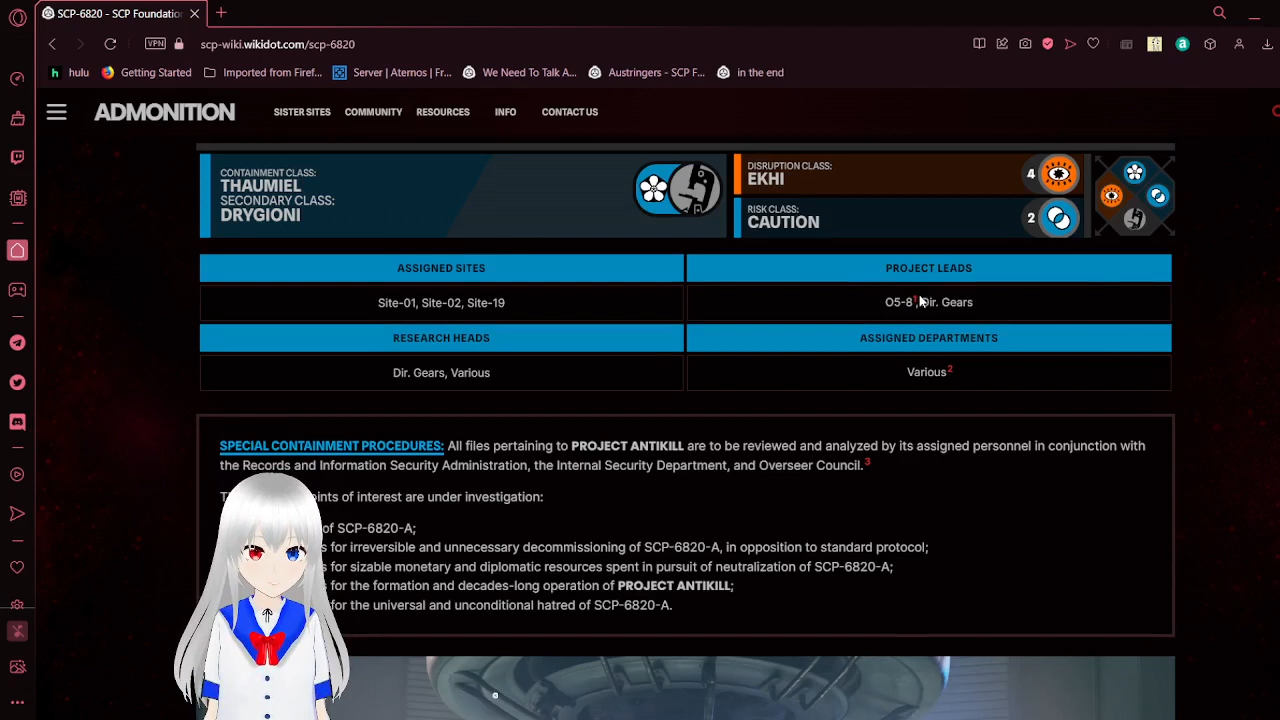 SCP-6820 - SCP Foundation
scp-wiki.wikidot.com/scp-6820
VPN
hulu
Getting Started
Imported from Firef...
Server | Aternos | Fr...
We Need To Talk A...
Austringers - SCP F...
in the end
ADMONITION
SISTER SITES
COMMUNITY
RESOURCES
INFO
CONTACT US
CONTAINMENT CLASS:
THAUMIEL
SECONDARY CLASS:
DRYGIONI
DISRUPTION CLASS:
EKHI
4
RISK CLASS:
CAUTION
2
ASSIGNED SITES
PROJECT LEADS
Site-01, Site-02, Site-19
O5-8, Dir. Gears
RESEARCH HEADS
ASSIGNED DEPARTMENTS
Dir. Gears, Various
Various2
SPECIAL CONTAINMENT PROCEDURES: All files pertaining to PROJECT ANTIKILL are to be reviewed and analyzed by its assigned personnel in conjunction with
the Records and Information Security Administration, the Internal Security Department, and Overseer Council.3
points of interest are under investigation:
of SCP-6820-A;
for irreversible and unnecessary decommissioning of SCP-6820-A, in opposition to standard protocol;
for sizable monetary and diplomatic resources spent in pursuit of neutralization of SCP-6820-A;
for the formation and decades-long operation of PROJECT ANTIKILL;
for the universal and unconditional hatred of SCP-6820-A.